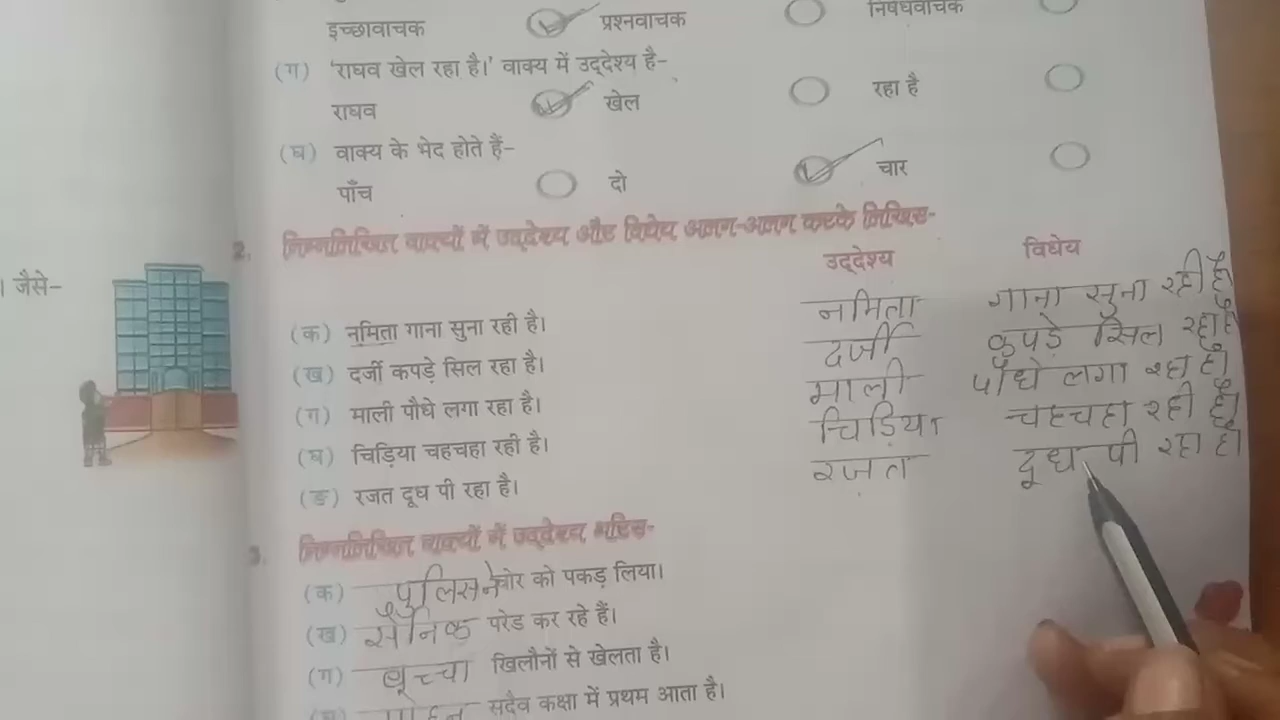 इच्छावाचक प्रश्नवाचक निषेधवाचक
(ग) 'राघव खेल रहा है।' वाक्य में उद्देश्य है–
राघव खेल रहा है
(घ) वाक्य के भेद होते हैं–
पाँच दो चार
2. निम्नलिखित वाक्यों में उद्देश्य और विधेय अलग-अलग करके लिखिए–
। जैसे–
उद्देश्य विधेय
(क) नमिता गाना सुना रही है। नमिता गाना सुना रही है
(ख) दर्जी कपड़े सिल रहा है। दर्जी कपड़े सिल रहा है
(ग) माली पौधे लगा रहा है। माली पौधे लगा रहा है।
(घ) चिड़िया चहचहा रही है। चिड़िया चहचहा रही है।
(ङ) रजत दूध पी रहा है। रजत दूध पी रहा है।
3. निम्नलिखित वाक्यों में उद्देश्य भरिए–
(क) पुलिस ने चोर को पकड़ लिया।
(ख) सैनिक परेड कर रहे हैं।
(ग) बच्चा खिलौनों से खेलता है।
(घ) सदैव कक्षा में प्रथम आता है।